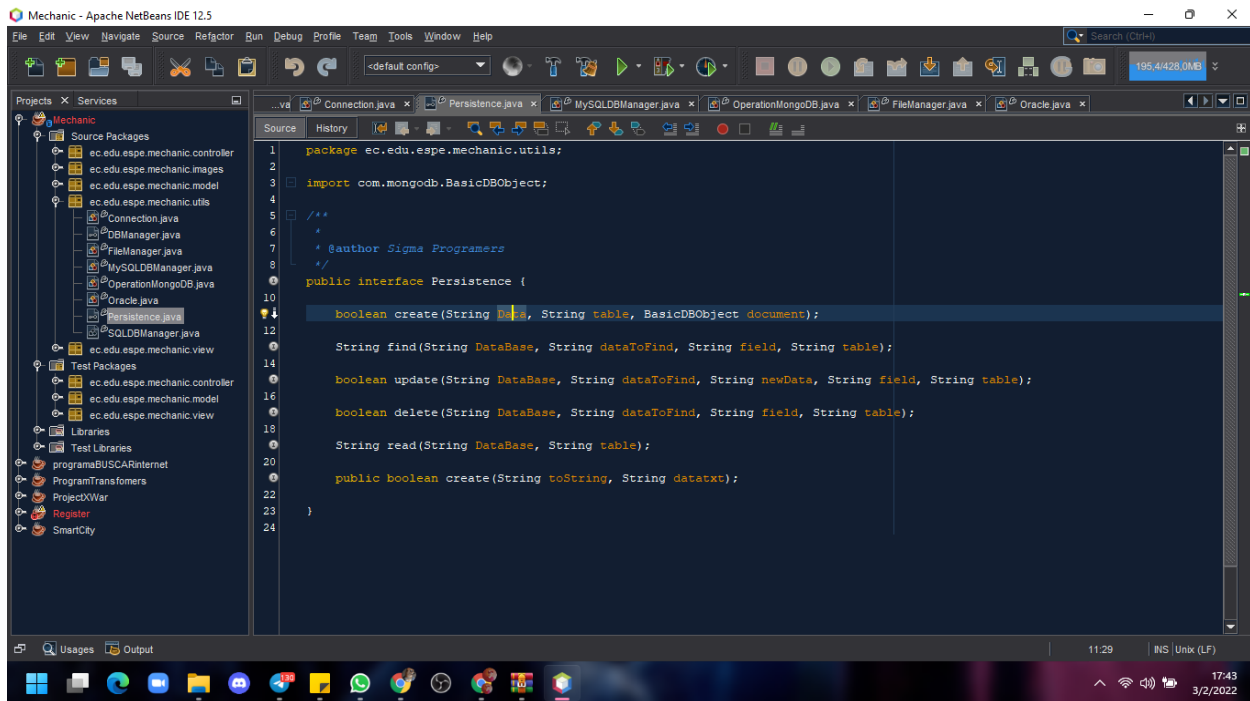 Mechanic - Apache NetBeans IDE 12.5
File Edit View Navigate Source Refactor Run Debug Profile Team Tools Window Help
Search (Ctrl+I)
<default config>
195,4/428,0MB
Projects Services
...va Connection.java Persistence.java MySQLDBManager.java OperationMongoDB.java FileManager.java Oracle.java
Source History
Mechanic
Source Packages
ec.edu.espe.mechanic.controller
ec.edu.espe.mechanic.images
ec.edu.espe.mechanic.model
ec.edu.espe.mechanic.utils
Connection.java
DBManager.java
FileManager.java
MySQLDBManager.java
OperationMongoDB.java
Oracle.java
Persistence.java
SQLDBManager.java
ec.edu.espe.mechanic.view
Test Packages
ec.edu.espe.mechanic.controller
ec.edu.espe.mechanic.model
ec.edu.espe.mechanic.view
Libraries
Test Libraries
programaBUSCARinternet
ProgramTransfomers
ProjectXWar
Register
SmartCity
1 package ec.edu.espe.mechanic.utils;
2
3 import com.mongodb.BasicDBObject;
4
5 /**
6 *
7 * @author Sigma Programers
8 */
public interface Persistence {
10
boolean create(String Data, String table, BasicDBObject document);
12
String find(String DataBase, String dataToFind, String field, String table);
14
boolean update(String DataBase, String dataToFind, String newData, String field, String table);
16
boolean delete(String DataBase, String dataToFind, String field, String table);
18
String read(String DataBase, String table);
20
public boolean create(String toString, String datatxt);
22
23 }
24
Usages Output
11:29 INS Unix (LF)
130
17:43
3/2/2022